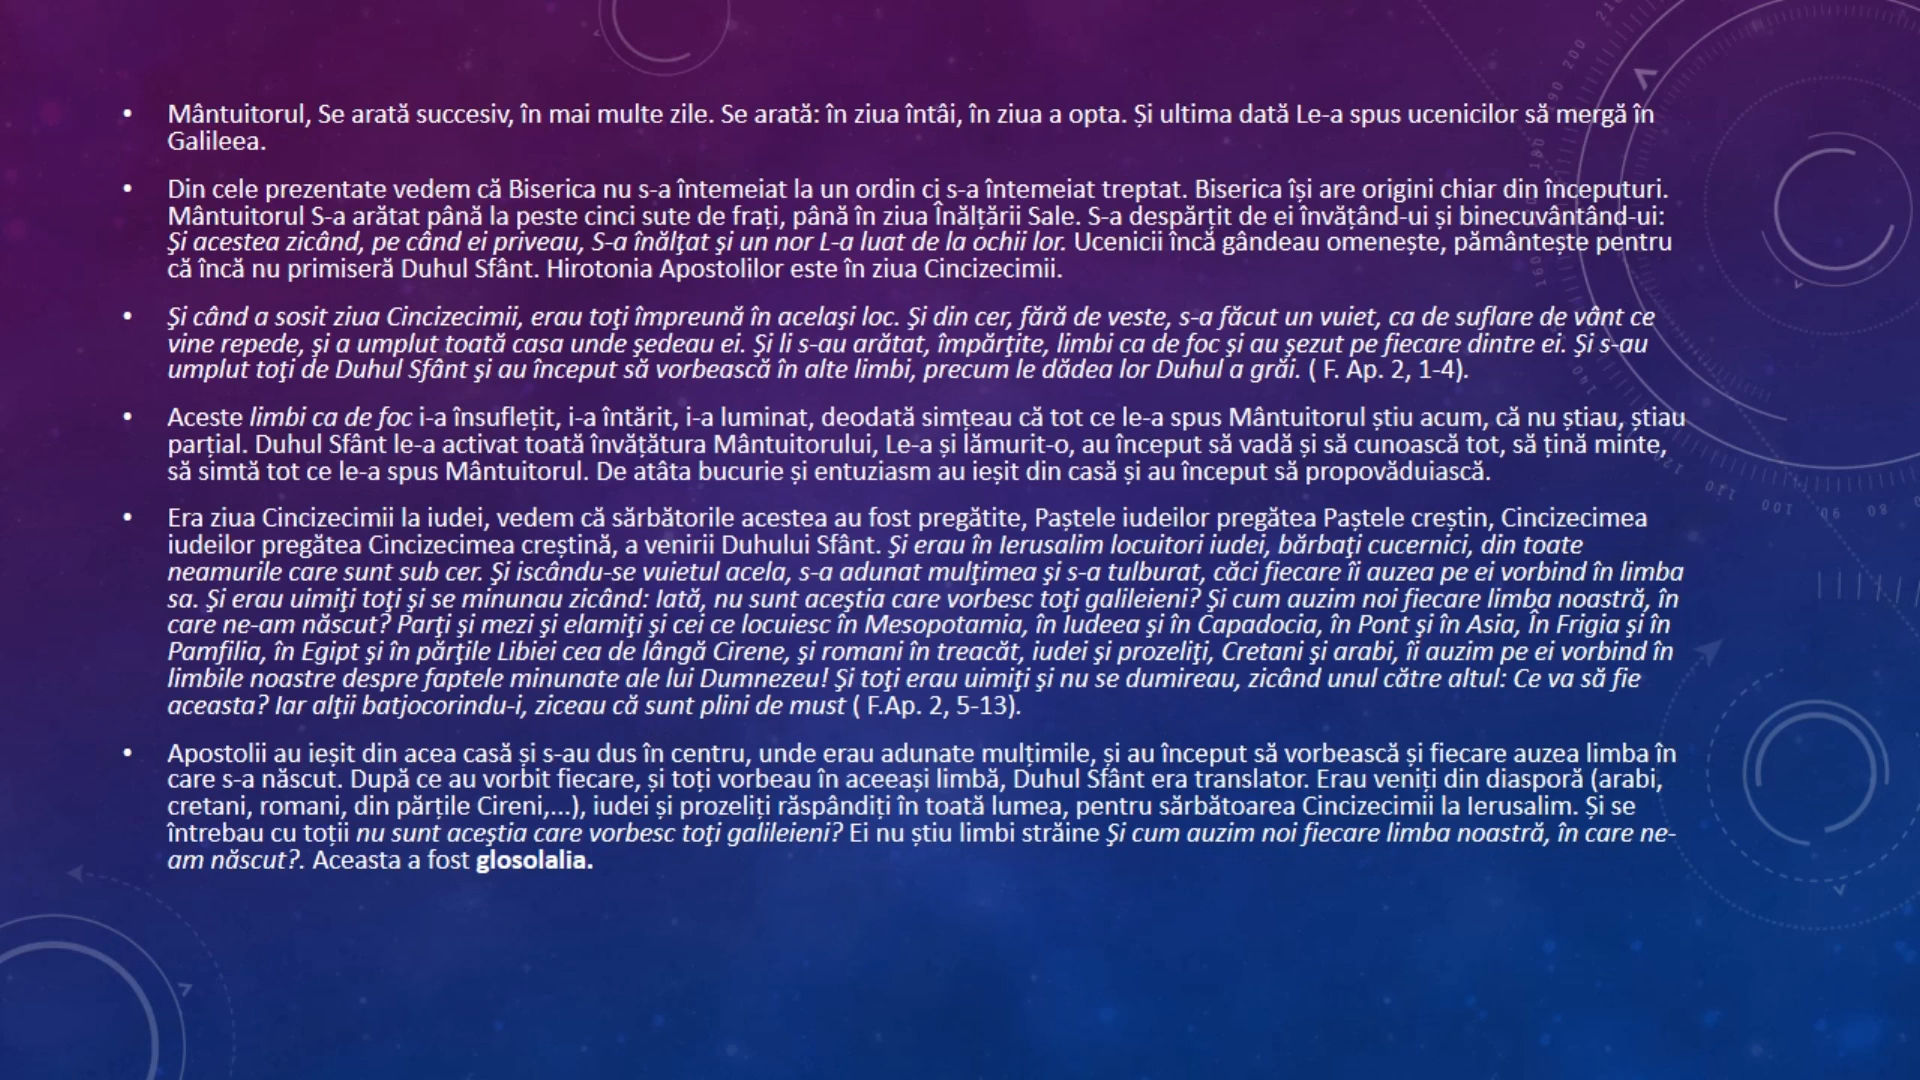 • Mântuitorul, Se arată succesiv, în mai multe zile. Se arată: în ziua întâi, în ziua a opta. Și ultima dată Le-a spus ucenicilor să mergă în
Galileea.
• Din cele prezentate vedem că Biserica nu s-a întemeiat la un ordin ci s-a întemeiat treptat. Biserica își are origini chiar din începuturi.
Mântuitorul S-a arătat până la peste cinci sute de frați, până în ziua Înălțării Sale. S-a despărțit de ei învățând-ui și binecuvântând-ui:
Şi acestea zicând, pe când ei priveau, S-a înălţat şi un nor L-a luat de la ochii lor. Ucenicii încă gândeau omenește, pământește pentru
că încă nu primiseră Duhul Sfânt. Hirotonia Apostolilor este în ziua Cincizecimii.
• Şi când a sosit ziua Cincizecimii, erau toţi împreună în acelaşi loc. Şi din cer, fără de veste, s-a făcut un vuiet, ca de suflare de vânt ce
vine repede, şi a umplut toată casa unde şedeau ei. Şi li s-au arătat, împărţite, limbi ca de foc şi au şezut pe fiecare dintre ei. Şi s-au
umplut toţi de Duhul Sfânt şi au început să vorbească în alte limbi, precum le dădea lor Duhul a grăi. ( F. Ap. 2, 1-4).
• Aceste limbi ca de foc i-a însuflețit, i-a întărit, i-a luminat, deodată simțeau că tot ce le-a spus Mântuitorul știu acum, că nu știau, știau
parțial. Duhul Sfânt le-a activat toată învățătura Mântuitorului, Le-a și lămurit-o, au început să vadă și să cunoască tot, să țină minte,
să simtă tot ce le-a spus Mântuitorul. De atâta bucurie și entuziasm au ieșit din casă și au început să propovăduiască.
• Era ziua Cincizecimii la iudei, vedem că sărbătorile acestea au fost pregătite, Paștele iudeilor pregătea Paștele creștin, Cincizecimea
iudeilor pregătea Cincizecimea creștină, a venirii Duhului Sfânt. Şi erau în Ierusalim locuitori iudei, bărbaţi cucernici, din toate
neamurile care sunt sub cer. Şi iscându-se vuietul acela, s-a adunat mulţimea şi s-a tulburat, căci fiecare îi auzea pe ei vorbind în limba
sa. Şi erau uimiţi toţi şi se minunau zicând: Iată, nu sunt aceştia care vorbesc toţi galileieni? Şi cum auzim noi fiecare limba noastră, în
care ne-am născut? Parţi şi mezi şi elamiţi şi cei ce locuiesc în Mesopotamia, în Iudeea şi în Capadocia, în Pont şi în Asia, În Frigia şi în
Pamfilia, în Egipt şi în părţile Libiei cea de lângă Cirene, şi romani în treacăt, iudei şi prozeliţi, Cretani şi arabi, îi auzim pe ei vorbind în
limbile noastre despre faptele minunate ale lui Dumnezeu! Şi toţi erau uimiţi şi nu se dumireau, zicând unul către altul: Ce va să fie
aceasta? Iar alţii batjocorindu-i, ziceau că sunt plini de must ( F.Ap. 2, 5-13).
• Apostolii au ieșit din acea casă și s-au dus în centru, unde erau adunate mulțimile, și au început să vorbească și fiecare auzea limba în
care s-a născut. După ce au vorbit fiecare, și toți vorbeau în aceeași limbă, Duhul Sfânt era translator. Erau veniți din diasporă (arabi,
cretani, romani, din părțile Cireni,...), iudei și prozeliți răspândiți în toată lumea, pentru sărbătoarea Cincizecimii la Ierusalim. Și se
întrebau cu toții nu sunt aceştia care vorbesc toţi galileieni? Ei nu știu limbi străine Şi cum auzim noi fiecare limba noastră, în care ne-
am născut?. Aceasta a fost glosolalia.
210
200
190
180
160
140
120
110
100
90
80